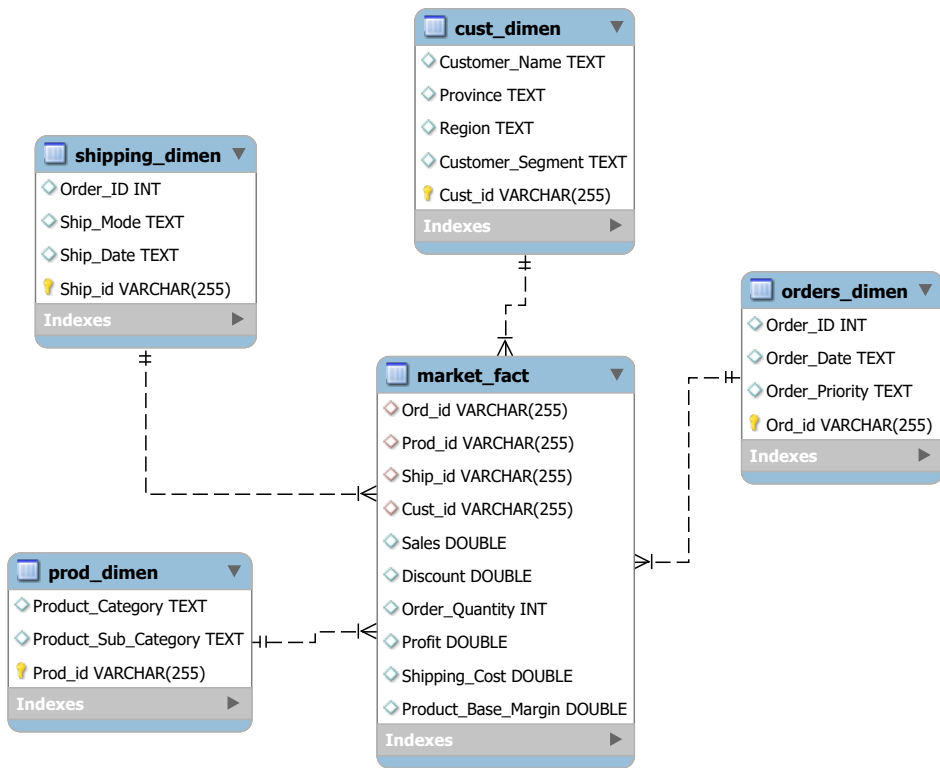 cust_dimen
Customer_Name TEXT
Province TEXT
Region TEXT
Customer_Segment TEXT
Cust_id VARCHAR(255)
Indexes
shipping_dimen
Order_ID INT
Ship_Mode TEXT
Ship_Date TEXT
Ship_id VARCHAR(255)
Indexes
orders_dimen
Order_ID INT
Order_Date TEXT
Order_Priority TEXT
Ord_id VARCHAR(255)
Indexes
market_fact
Ord_id VARCHAR(255)
Prod_id VARCHAR(255)
Ship_id VARCHAR(255)
Cust_id VARCHAR(255)
Sales DOUBLE
Discount DOUBLE
Order_Quantity INT
Profit DOUBLE
Shipping_Cost DOUBLE
Product_Base_Margin DOUBLE
Indexes
prod_dimen
Product_Category TEXT
Product_Sub_Category TEXT
Prod_id VARCHAR(255)
Indexes